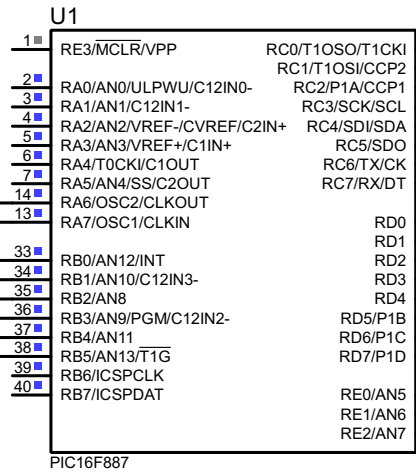 U1
1 RE3/MCLR/VPP RC0/T1OSO/T1CKI
RC1/T1OSI/CCP2
2 RA0/AN0/ULPWU/C12IN0- RC2/P1A/CCP1
3 RA1/AN1/C12IN1- RC3/SCK/SCL
4 RA2/AN2/VREF-/CVREF/C2IN+ RC4/SDI/SDA
5 RA3/AN3/VREF+/C1IN+ RC5/SDO
6 RA4/T0CKI/C1OUT RC6/TX/CK
7 RA5/AN4/SS/C2OUT RC7/RX/DT
14 RA6/OSC2/CLKOUT
13 RA7/OSC1/CLKIN RD0
RD1
33 RB0/AN12/INT RD2
34 RB1/AN10/C12IN3- RD3
35 RB2/AN8 RD4
36 RB3/AN9/PGM/C12IN2- RD5/P1B
37 RB4/AN11 RD6/P1C
38 RB5/AN13/T1G RD7/P1D
39 RB6/ICSPCLK
40 RB7/ICSPDAT RE0/AN5
RE1/AN6
RE2/AN7
PIC16F887